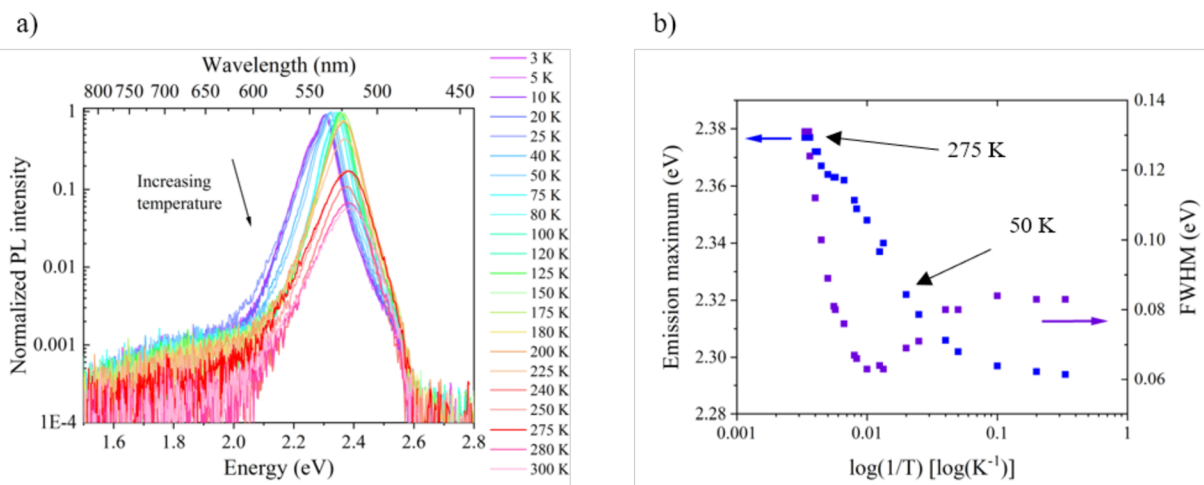 a)
Wavelength (nm)
800 750 700 650 600 550 500 450
Normalized PL intensity
1
0.1
0.01
0.001
1E-4
Increasing
temperature
1.6 1.8 2.0 2.2 2.4 2.6 2.8
Energy (eV)
3 K
5 K
10 K
20 K
25 K
40 K
50 K
75 K
80 K
100 K
120 K
125 K
150 K
175 K
180 K
200 K
225 K
240 K
250 K
275 K
280 K
300 K
b)
Emission maximum (eV)
2.38
2.36
2.34
2.32
2.30
2.28
275 K
50 K
0.14
0.12
0.10
0.08
0.06
FWHM (eV)
0.001 0.01 0.1 1
log(1/T) [log(K⁻¹)]